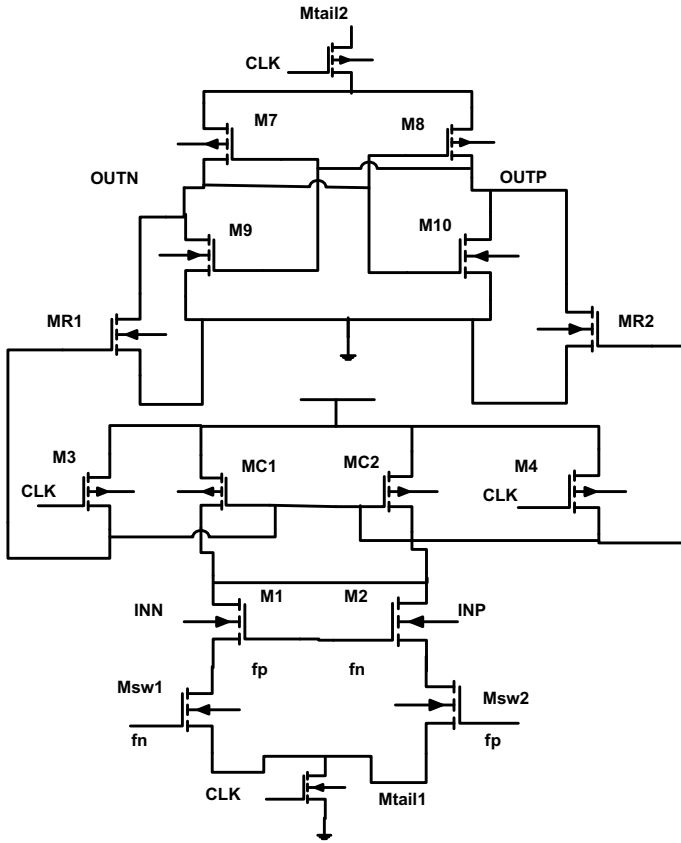 Mtail2
CLK
M7
M8
OUTN
OUTP
M9
M10
MR1
MR2
M3
MC1
MC2
M4
CLK
CLK
M1
M2
INN
INP
fp
fn
Msw1
Msw2
fn
fp
CLK
Mtail1